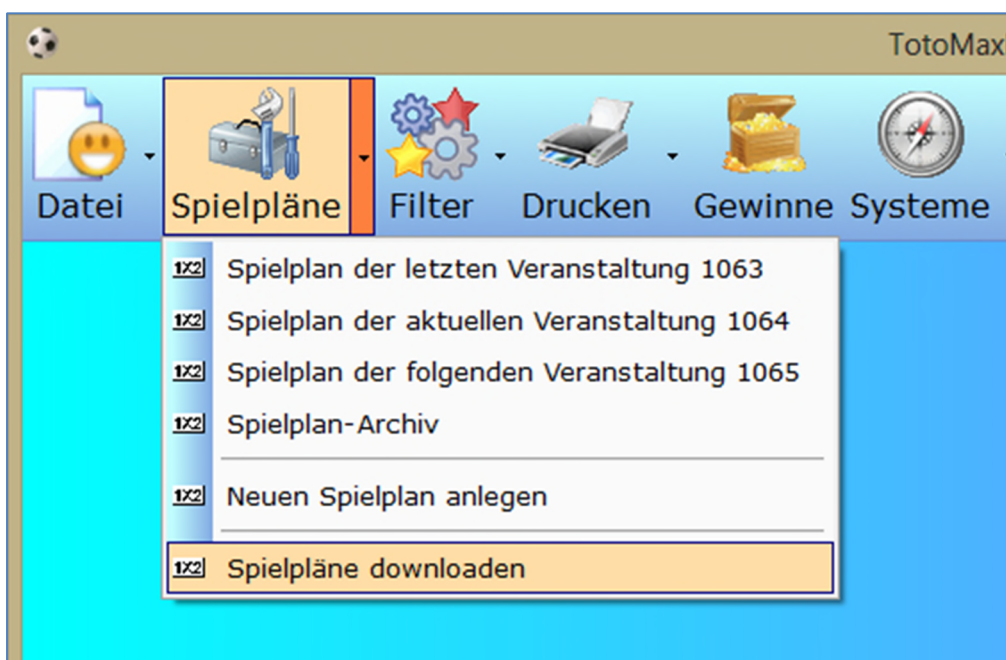 TotoMax
Datei Spielpläne Filter Drucken Gewinne Systeme
1X2 Spielplan der letzten Veranstaltung 1063
1X2 Spielplan der aktuellen Veranstaltung 1064
1X2 Spielplan der folgenden Veranstaltung 1065
1X2 Spielplan-Archiv
1X2 Neuen Spielplan anlegen
1X2 Spielpläne downloaden